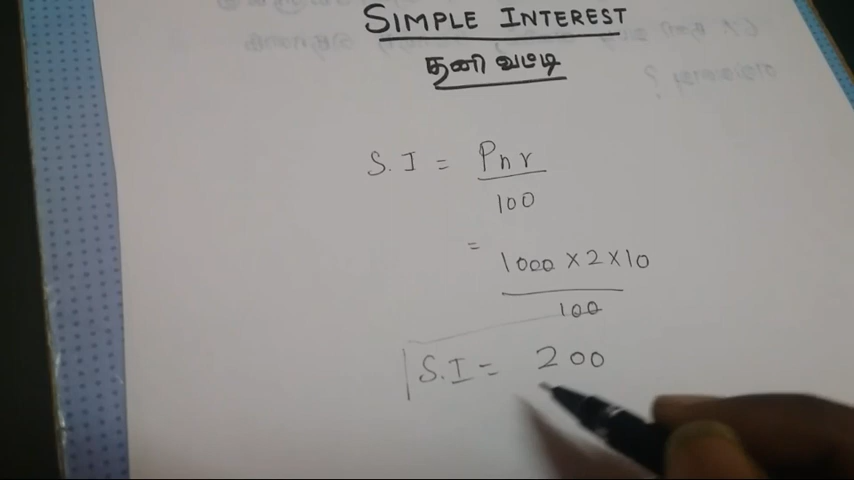 SIMPLE INTEREST
தனி வட்டி
S.I = Pnr
100
= 1000 × 2 × 10
100
S.I = 200